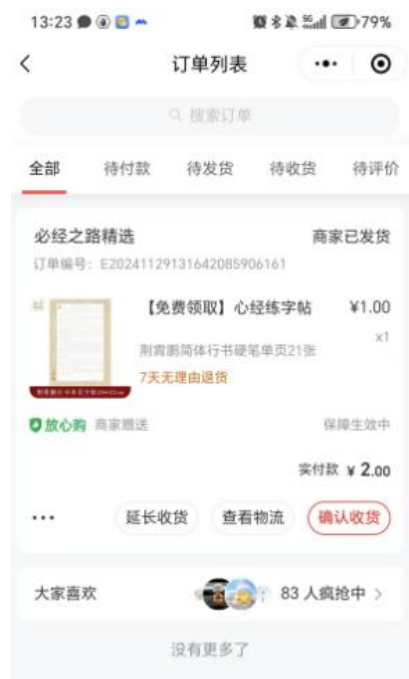 13:23 79%
订单列表
搜索订单
全部 待付款 待发货 待收货 待评价
必经之路精选 商家已发货
订单编号：E20241129131642085906161
【免费领取】心经练字帖 ¥1.00
荆霄鹏简体行书硬笔单页21张 x1
7天无理由退货
放心购 商家赠送 保障生效中
实付款 ¥ 2.00
延长收货 查看物流 确认收货
大家喜欢 83 人疯抢中 >
没有更多了